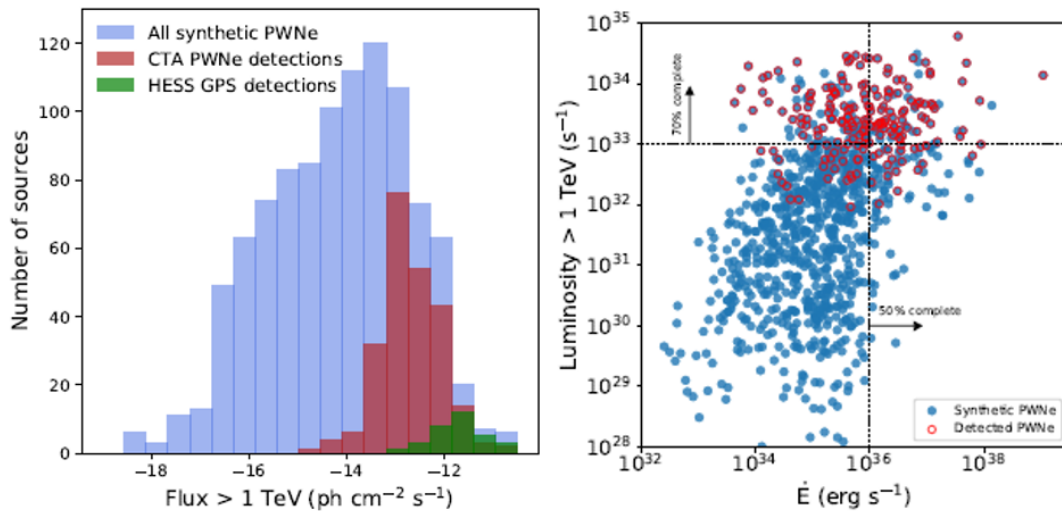 All synthetic PWNe
CTA PWNe detections
HESS GPS detections
Number of sources
120
100
80
60
40
20
0
−18
−16
−14
−12
Flux > 1 TeV (ph cm⁻² s⁻¹)
Luminosity > 1 TeV (s⁻¹)
10³⁵
10³⁴
10³³
10³²
10³¹
10³⁰
10²⁹
10²⁸
70% complete
50% complete
Synthetic PWNe
Detected PWNe
10³²
10³⁴
10³⁶
10³⁸
Ė (erg s⁻¹)